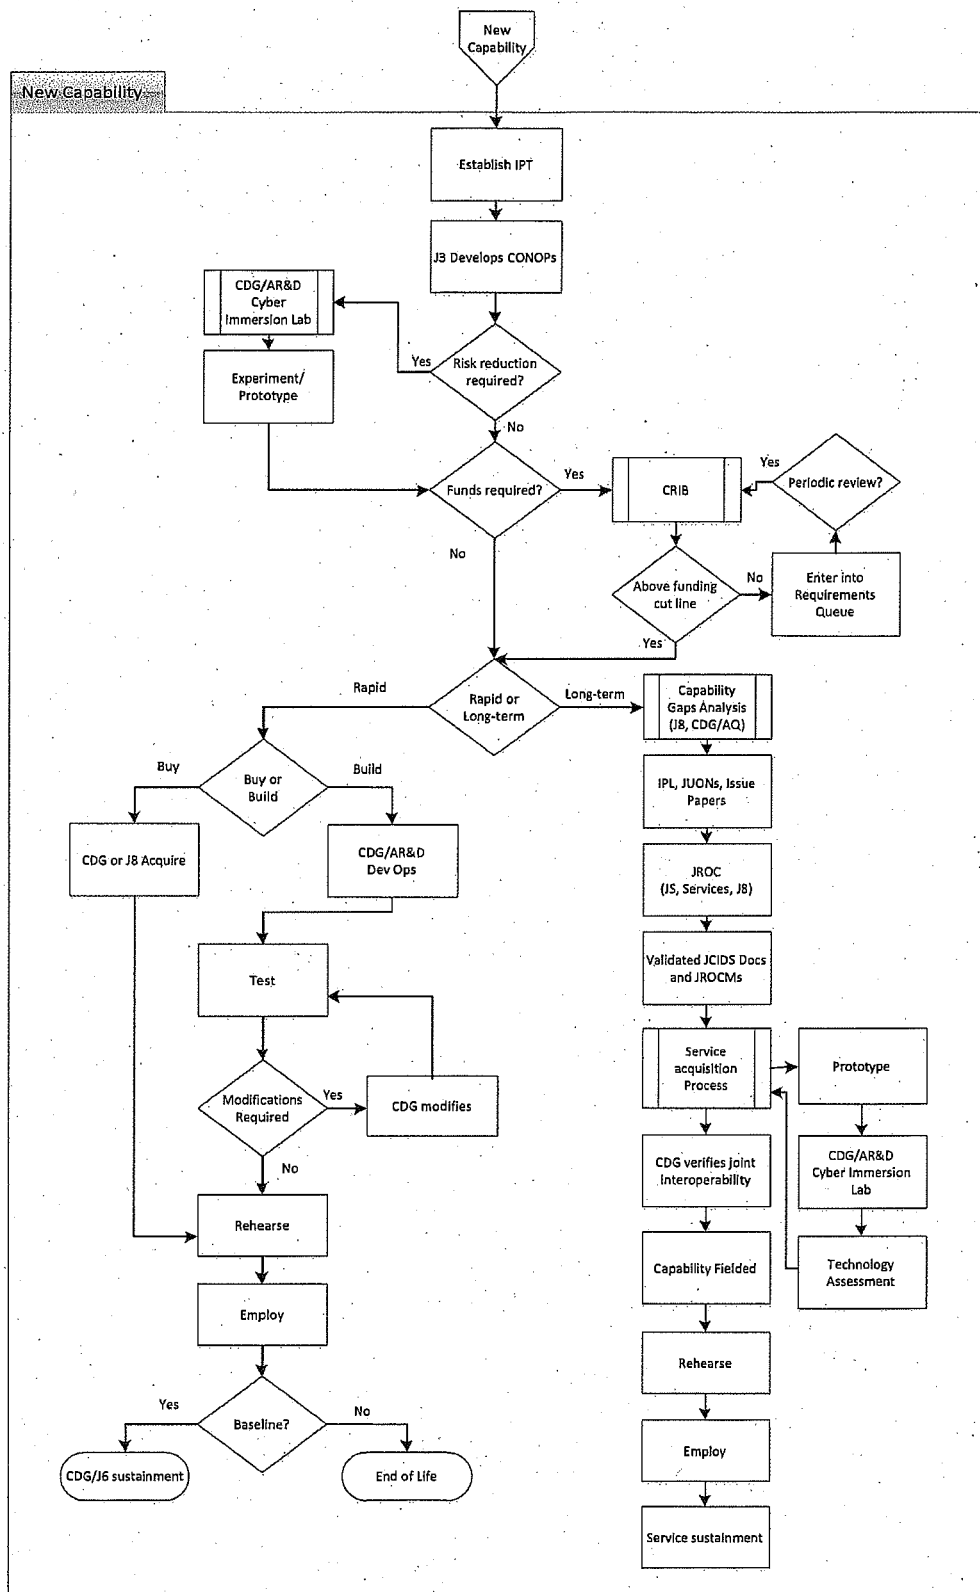 New
Capability
New Capability
Establish IPT
J3 Develops CONOPs
CDG/AR&D
Cyber
Immersion Lab
Yes
Risk reduction
required?
Experiment/
Prototype
No
Funds required?
Yes
CRIB
Yes
Periodic review?
No
Above funding
cut line
No
Enter into
Requirements
Queue
Yes
Rapid
Rapid or
Long-term
Long-term
Capability
Gaps Analysis
(J8, CDG/AQ)
Buy
Buy or
Build
Build
IPL, JUONs, Issue
Papers
CDG or J8 Acquire
CDG/AR&D
Dev Ops
JROC
(JS, Services, J8)
Test
Validated JCIDS Docs
and JROCMs
Service
acquisition
Process
Prototype
Modifications
Required
Yes
CDG modifies
No
CDG verifies joint
Interoperability
CDG/AR&D
Cyber Immersion
Lab
Rehearse
Capability Fielded
Technology
Assessment
Employ
Rehearse
Yes
Baseline?
No
Employ
CDG/J6 sustainment
End of Life
Service sustainment